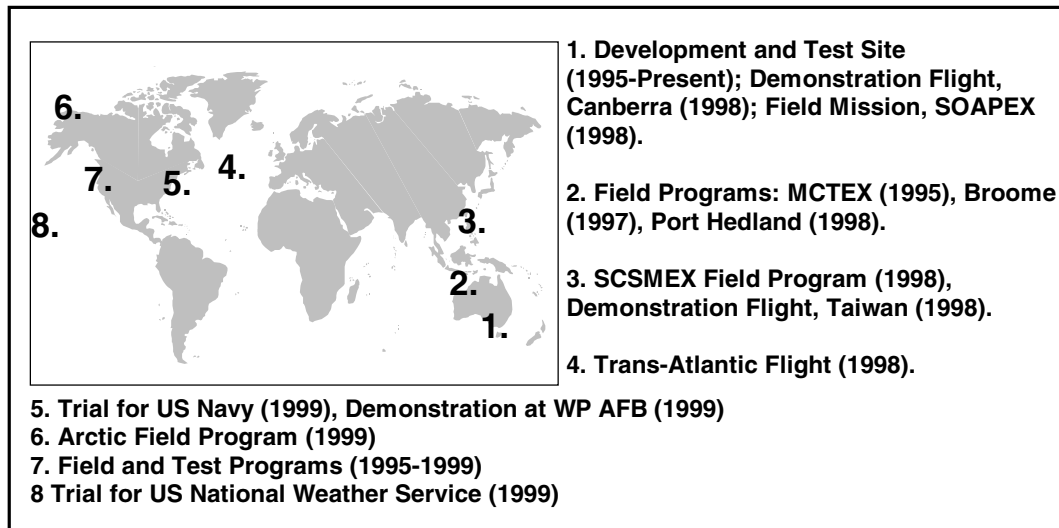 6.
7.
5.
4.
8.
3.
2.
1.
1. Development and Test Site
(1995-Present); Demonstration Flight,
Canberra (1998); Field Mission, SOAPEX
(1998).
2. Field Programs: MCTEX (1995), Broome
(1997), Port Hedland (1998).
3. SCSMEX Field Program (1998),
Demonstration Flight, Taiwan (1998).
4. Trans-Atlantic Flight (1998).
5. Trial for US Navy (1999), Demonstration at WP AFB (1999)
6. Arctic Field Program (1999)
7. Field and Test Programs (1995-1999)
8 Trial for US National Weather Service (1999)